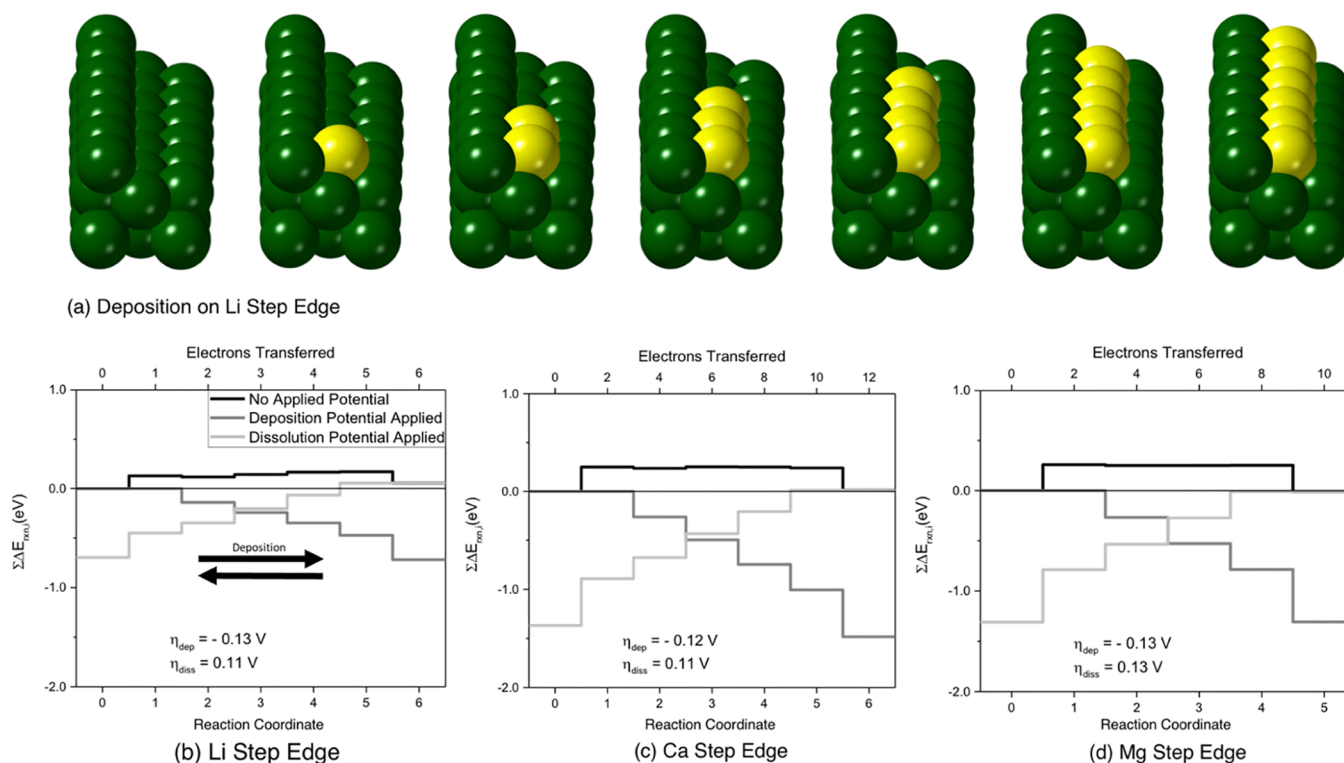 (a) Deposition on Li Step Edge
Electrons Transferred
0 1 2 3 4 5 6
1.0
0.0
-1.0
-2.0
ΣΔE_rxn,i(eV)
No Applied Potential
Deposition Potential Applied
Dissolution Potential Applied
Deposition
η_dep = - 0.13 V
η_diss = 0.11 V
0 1 2 3 4 5 6
Reaction Coordinate
(b) Li Step Edge
Electrons Transferred
0 2 4 6 8 10 12
1.0
0.0
-1.0
-2.0
ΣΔE_rxn,i(eV)
η_dep = - 0.12 V
η_diss = 0.11 V
0 1 2 3 4 5 6
Reaction Coordinate
(c) Ca Step Edge
Electrons Transferred
0 2 4 6 8 10
1.0
0.0
-1.0
-2.0
ΣΔE_rxn,i(eV)
η_dep = - 0.13 V
η_diss = 0.13 V
0 1 2 3 4 5
Reaction Coordinate
(d) Mg Step Edge